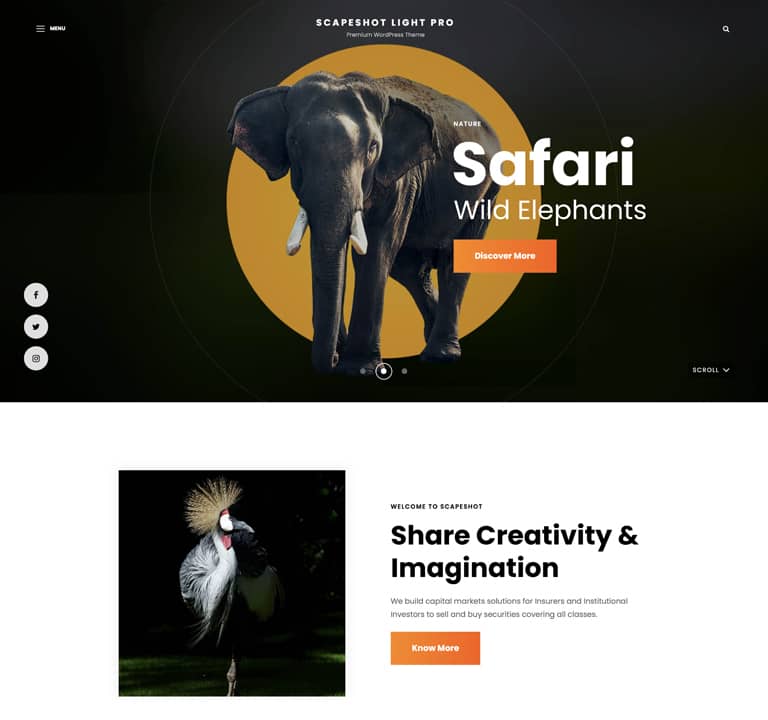 MENU
SCAPESHOT LIGHT PRO
Premium WordPress Theme
NATURE
Safari
Wild Elephants
Discover More
SCROLL
WELCOME TO SCAPESHOT
Share Creativity &
Imagination
We build capital markets solutions for Insurers and Institutional
Investors to sell and buy securities covering all classes.
Know More